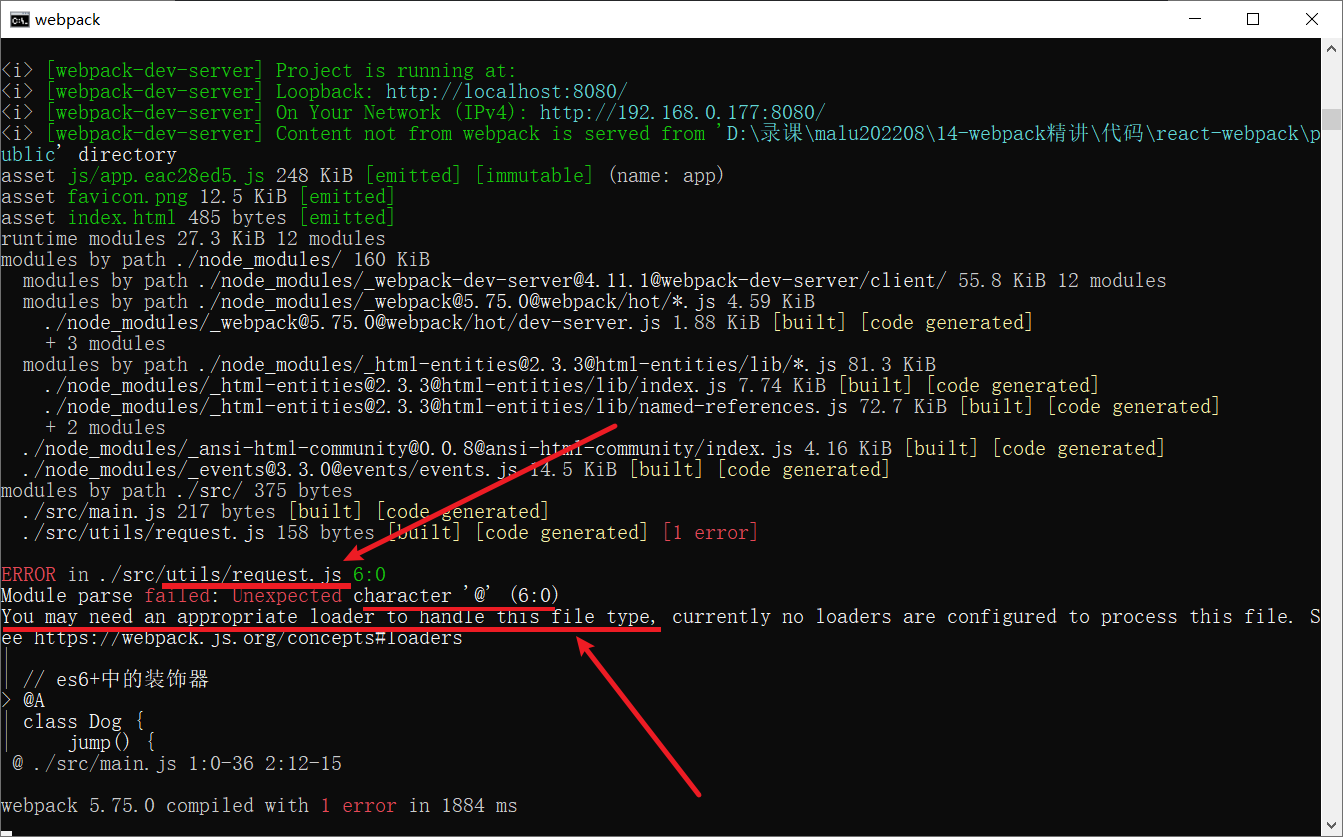 webpack
<i> [webpack-dev-server] Project is running at:
<i> [webpack-dev-server] Loopback: http://localhost:8080/
<i> [webpack-dev-server] On Your Network (IPv4): http://192.168.0.177:8080/
<i> [webpack-dev-server] Content not from webpack is served from 'D:\录课\malu202208\14-webpack精讲\代码\react-webpack\p
ublic' directory
asset js/app.eac28ed5.js 248 KiB [emitted] [immutable] (name: app)
asset favicon.png 12.5 KiB [emitted]
asset index.html 485 bytes [emitted]
runtime modules 27.3 KiB 12 modules
modules by path ./node_modules/ 160 KiB
  modules by path ./node_modules/_webpack-dev-server@4.11.1@webpack-dev-server/client/ 55.8 KiB 12 modules
  modules by path ./node_modules/_webpack@5.75.0@webpack/hot/*.js 4.59 KiB
    ./node_modules/_webpack@5.75.0@webpack/hot/dev-server.js 1.88 KiB [built] [code generated]
    + 3 modules
  modules by path ./node_modules/_html-entities@2.3.3@html-entities/lib/*.js 81.3 KiB
    ./node_modules/_html-entities@2.3.3@html-entities/lib/index.js 7.74 KiB [built] [code generated]
    ./node_modules/_html-entities@2.3.3@html-entities/lib/named-references.js 72.7 KiB [built] [code generated]
    + 2 modules
  ./node_modules/_ansi-html-community@0.0.8@ansi-html-community/index.js 4.16 KiB [built] [code generated]
  ./node_modules/_events@3.3.0@events/events.js 14.5 KiB [built] [code generated]
modules by path ./src/ 375 bytes
  ./src/main.js 217 bytes [built] [code generated]
  ./src/utils/request.js 158 bytes [built] [code generated] [1 error]
ERROR in ./src/utils/request.js 6:0
Module parse failed: Unexpected character '@' (6:0)
You may need an appropriate loader to handle this file type, currently no loaders are configured to process this file. S
ee https://webpack.js.org/concepts#loaders
|
| // es6+中的装饰器
> @A
| class Dog {
|     jump() {
 @ ./src/main.js 1:0-36 2:12-15
webpack 5.75.0 compiled with 1 error in 1884 ms